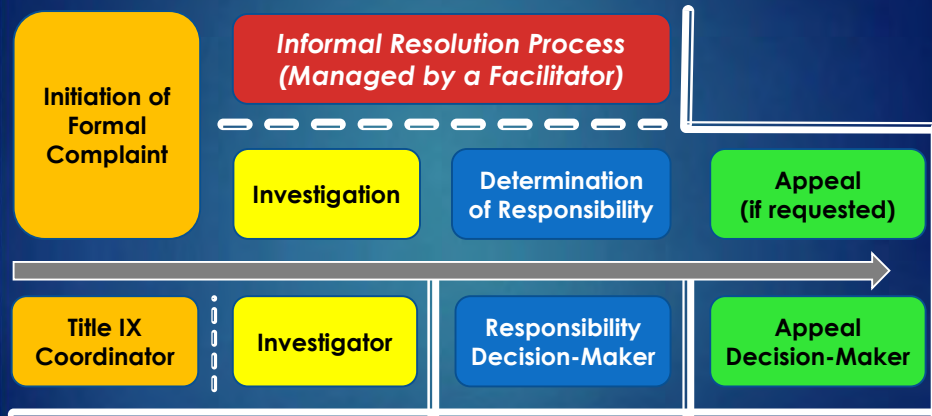 Initiation of
Formal
Complaint
Informal Resolution Process
(Managed by a Facilitator)
Investigation
Determination
of Responsibility
Appeal
(if requested)
Title IX
Coordinator
Investigator
Responsibility
Decision-Maker
Appeal
Decision-Maker